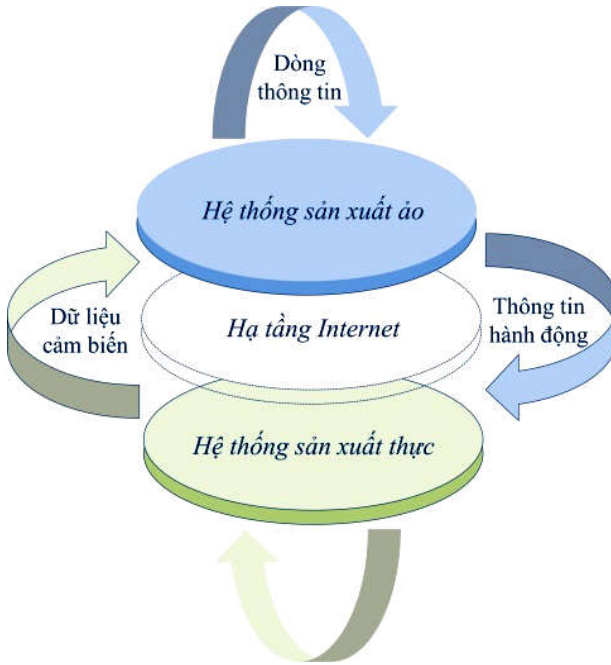 Dòng
thông tin
Hệ thống sản xuất ảo
Dữ liệu
cảm biến
Hạ tầng Internet
Thông tin
hành động
Hệ thống sản xuất thực